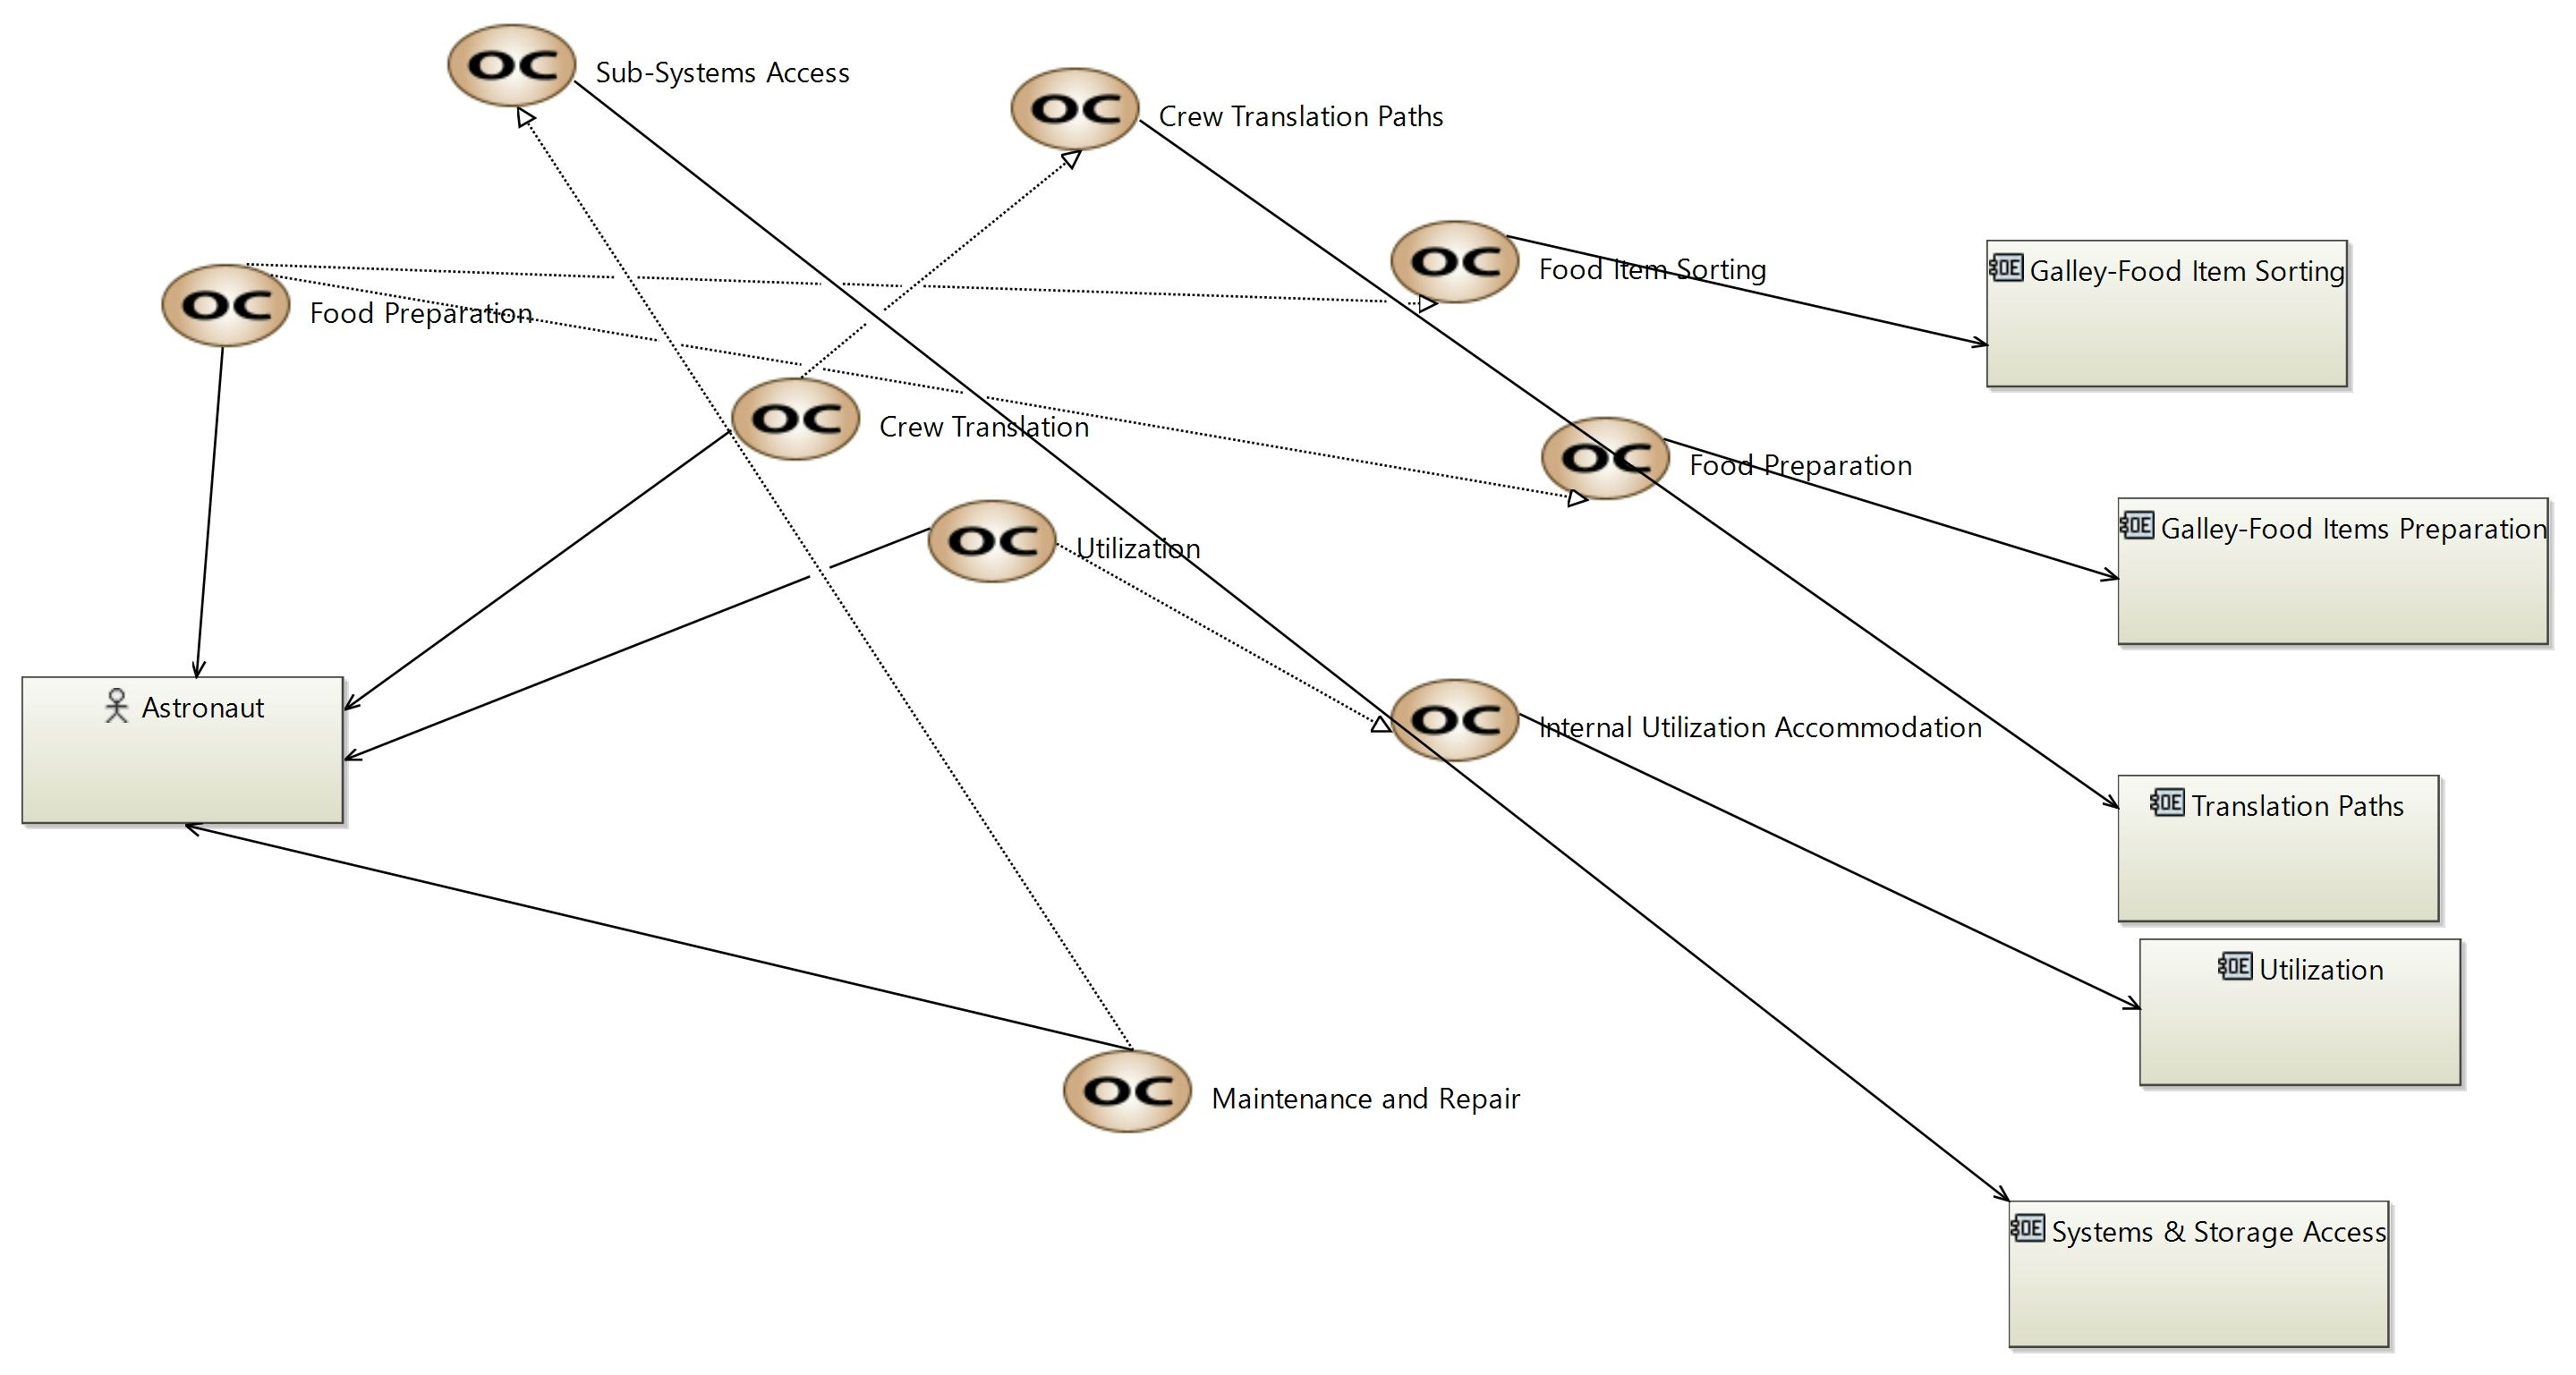 OC Sub-Systems Access
OC Crew Translation Paths
OC Food Item Sorting
OE Galley-Food Item Sorting
OC Food Preparation
OC Crew Translation
OC Food Preparation
OE Galley-Food Items Preparation
OC Utilization
Astronaut
OC Internal Utilization Accommodation
OE Translation Paths
OE Utilization
OC Maintenance and Repair
OE Systems & Storage Access